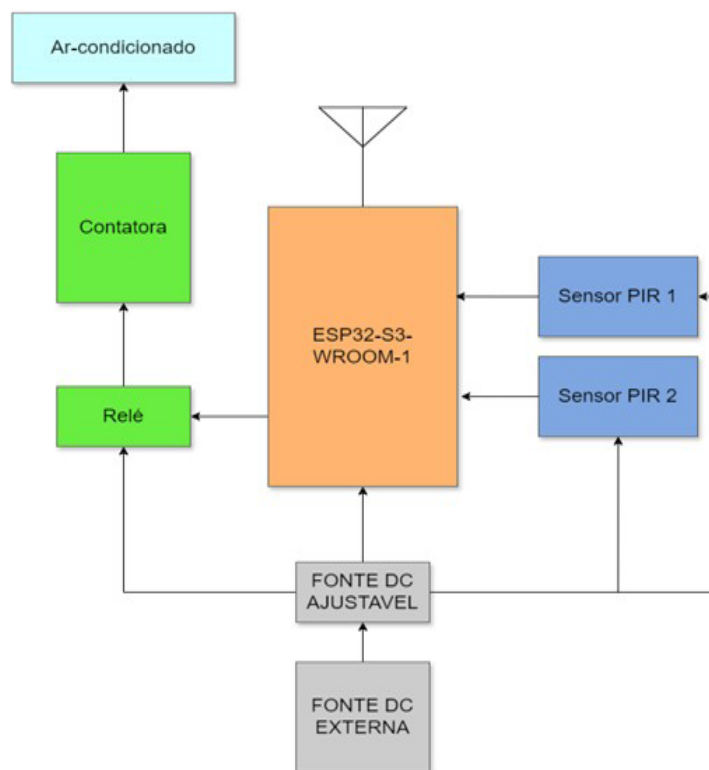 Ar-condicionado
Contatora
ESP32-S3-
WROOM-1
Sensor PIR 1
Sensor PIR 2
Relé
FONTE DC
AJUSTAVEL
FONTE DC
EXTERNA